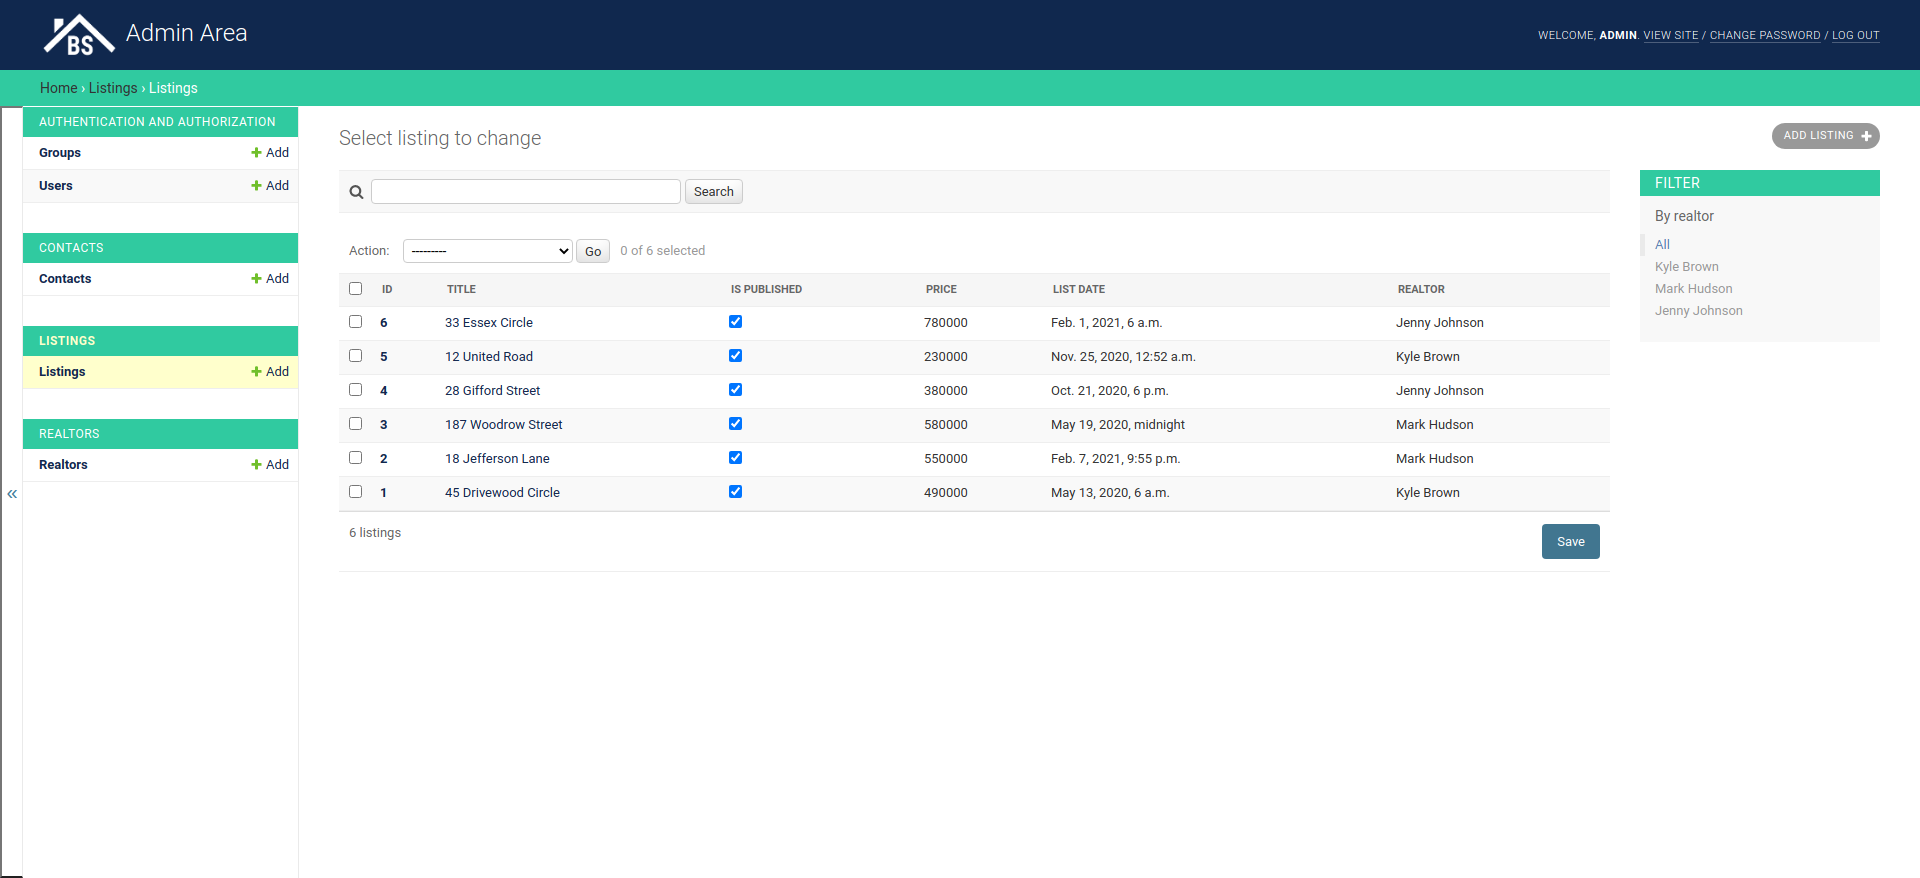 BS Admin Area
WELCOME, ADMIN. VIEW SITE / CHANGE PASSWORD / LOG OUT
Home › Listings › Listings
AUTHENTICATION AND AUTHORIZATION
Groups + Add
Users + Add
CONTACTS
Contacts + Add
LISTINGS
Listings + Add
REALTORS
Realtors + Add
«
Select listing to change
ADD LISTING +
Search
Action: --------- Go 0 of 6 selected
ID TITLE IS PUBLISHED PRICE LIST DATE REALTOR
6 33 Essex Circle 780000 Feb. 1, 2021, 6 a.m. Jenny Johnson
5 12 United Road 230000 Nov. 25, 2020, 12:52 a.m. Kyle Brown
4 28 Gifford Street 380000 Oct. 21, 2020, 6 p.m. Jenny Johnson
3 187 Woodrow Street 580000 May 19, 2020, midnight Mark Hudson
2 18 Jefferson Lane 550000 Feb. 7, 2021, 9:55 p.m. Mark Hudson
1 45 Drivewood Circle 490000 May 13, 2020, 6 a.m. Kyle Brown
6 listings
Save
FILTER
By realtor
All
Kyle Brown
Mark Hudson
Jenny Johnson